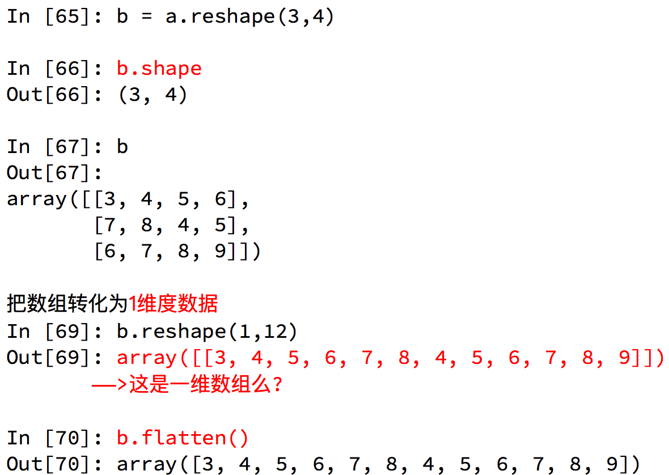 In [65]: b = a.reshape(3,4)
In [66]: b.shape
Out[66]: (3, 4)
In [67]: b
Out[67]:
array([[3, 4, 5, 6],
       [7, 8, 4, 5],
       [6, 7, 8, 9]])
把数组转化为1维度数据
In [69]: b.reshape(1,12)
Out[69]: array([[3, 4, 5, 6, 7, 8, 4, 5, 6, 7, 8, 9]])
——>这是一维数组么?
In [70]: b.flatten()
Out[70]: array([3, 4, 5, 6, 7, 8, 4, 5, 6, 7, 8, 9])